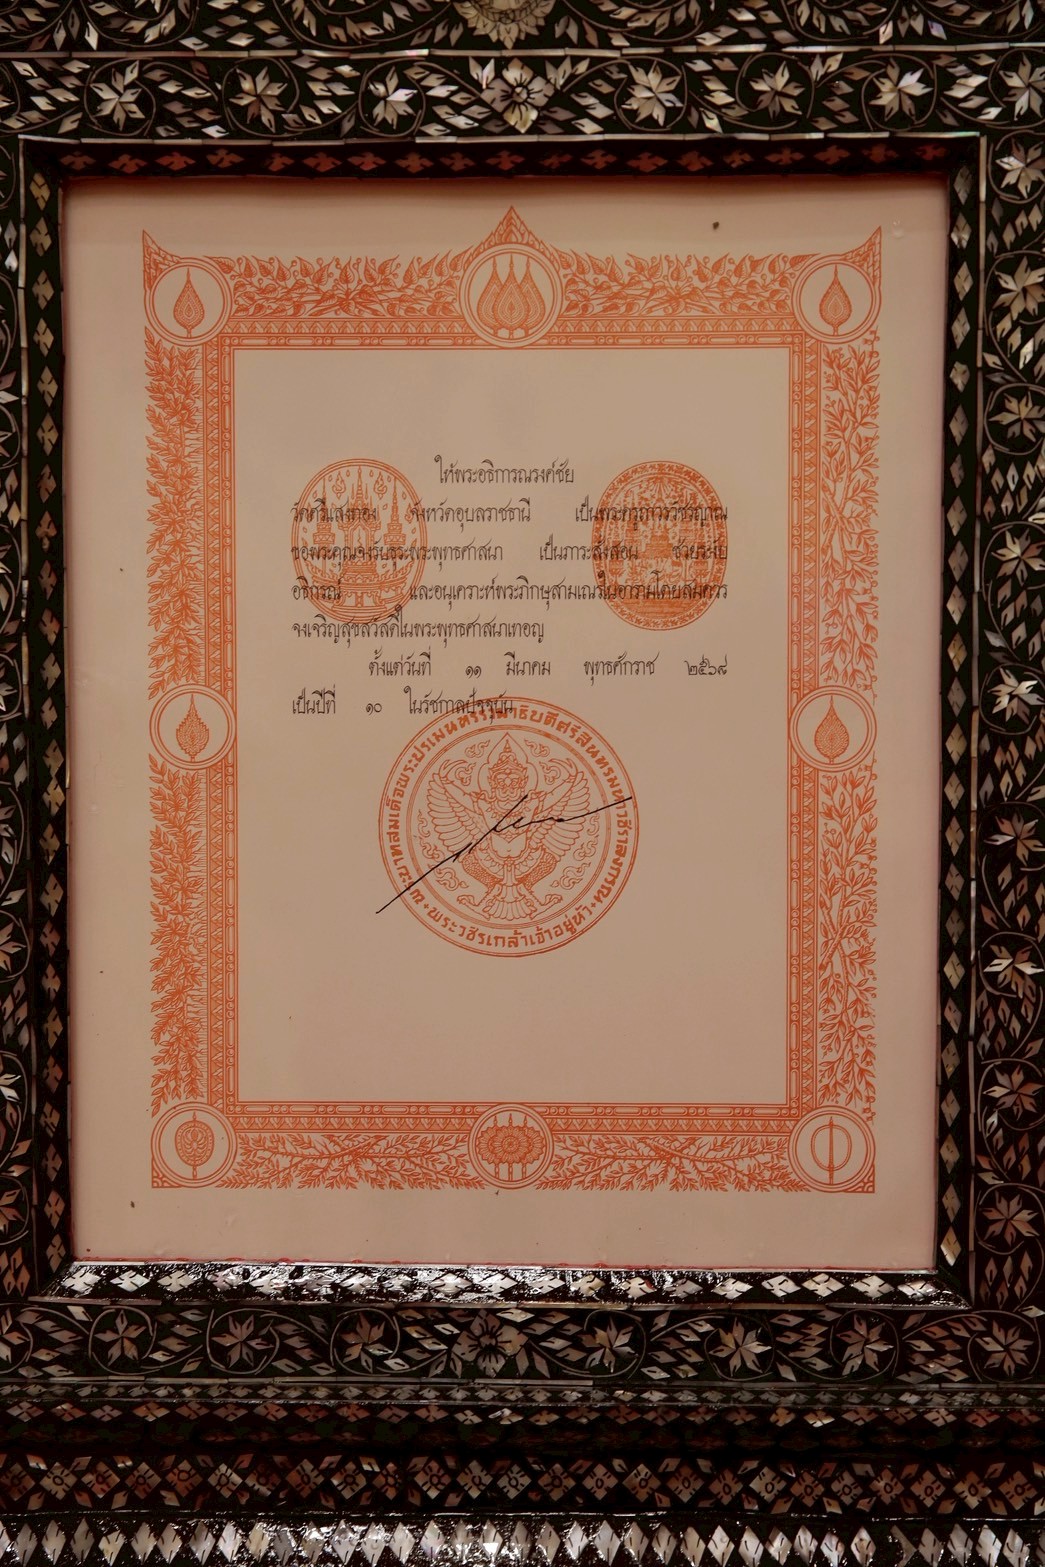 ให้พระอธิการณรงค์ชัย
วัดศรีแสงทอง จังหวัดอุบลราชธานี เป็นพระครู
ขอพระคุณจงรับธุระพระพุทธศาสนา เป็นภาระสั่งสอน ช่วยระงับ
อธิกรณ์ และอนุเคราะห์พระภิกษุสามเณรในอารามโดยสมควร
จงเจริญสุขสวัสดิ์ในพระพุทธศาสนาเทอญ
ตั้งแต่วันที่ ๑๑ มีนาคม พุทธศักราช ๒๕๖๘
เป็นปีที่ ๑๐ ในรัชกาลปัจจุบัน
พระบาทสมเด็จพระปรเมนทรรามาธิบดีศรีสินทรมหาวชิราลงกรณ
พระวชิรเกล้าเจ้าอยู่หัว